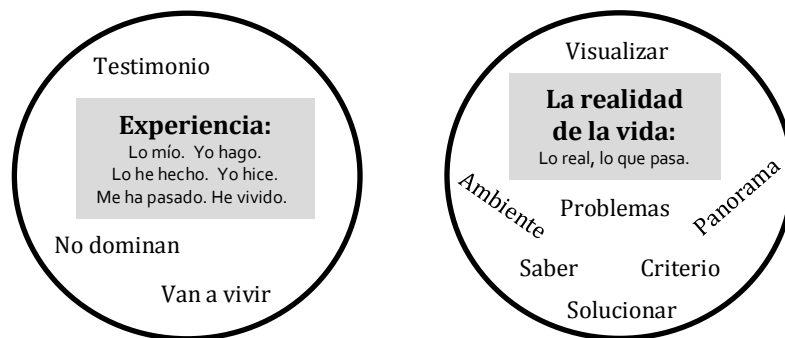 Testimonio
Experiencia:
Lo mío. Yo hago.
Lo he hecho. Yo hice.
Me ha pasado. He vivido.
No dominan
Van a vivir
Visualizar
La realidad
de la vida:
Lo real, lo que pasa.
Ambiente
Problemas
Panorama
Saber
Criterio
Solucionar